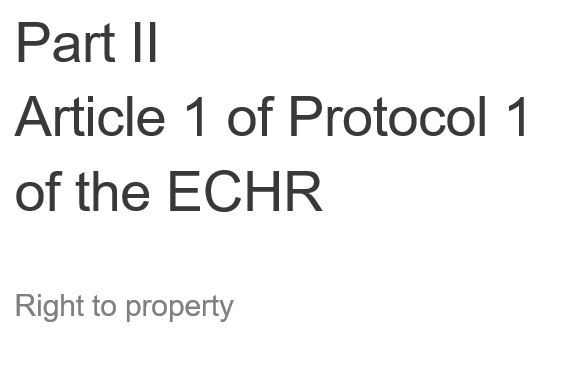 Part II
Article 1 of Protocol 1
of the ECHR
Right to property